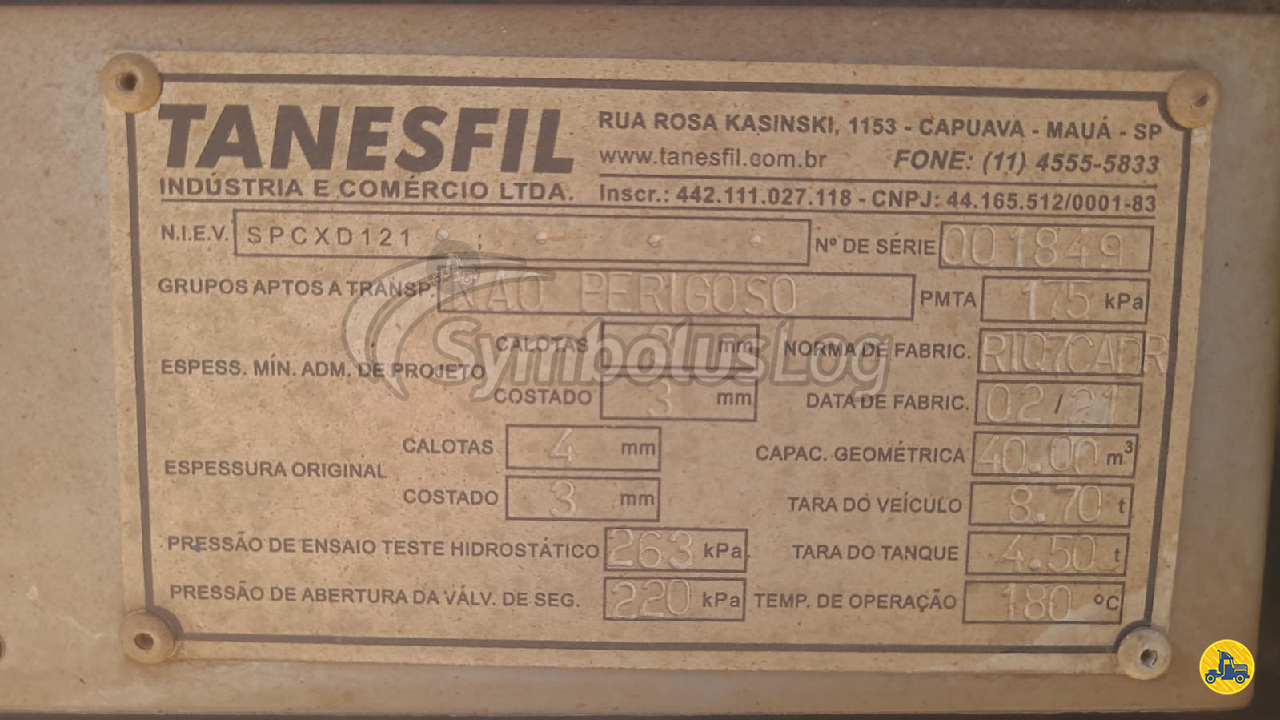 TANESFIL
INDÚSTRIA E COMÉRCIO LTDA.
RUA ROSA KASINSKI, 1153 - CAPUAVA - MAUÁ - SP
www.tanesfil.com.br FONE: (11) 4555-5833
Inscr.: 442.111.027.118 - CNPJ: 44.165.512/0001-83
N.I.E.V. SPCXD121 Nº DE SÉRIE 001849
GRUPOS APTOS A TRANSP. NAO PERIGOSO PMTA 175 kPa
ESPESS. MÍN. ADM. DE PROJETO
CALOTAS mm NORMA DE FABRIC.
COSTADO 3 mm DATA DE FABRIC. 02/21
SymbolusLog
ESPESSURA ORIGINAL
CALOTAS 4 mm CAPAC. GEOMÉTRICA 40.00 m³
COSTADO 3 mm TARA DO VEÍCULO 8.70 t
PRESSÃO DE ENSAIO TESTE HIDROSTÁTICO 263 kPa TARA DO TANQUE 4.50 t
PRESSÃO DE ABERTURA DA VÁLV. DE SEG. 220 kPa TEMP. DE OPERAÇÃO 180 ºC